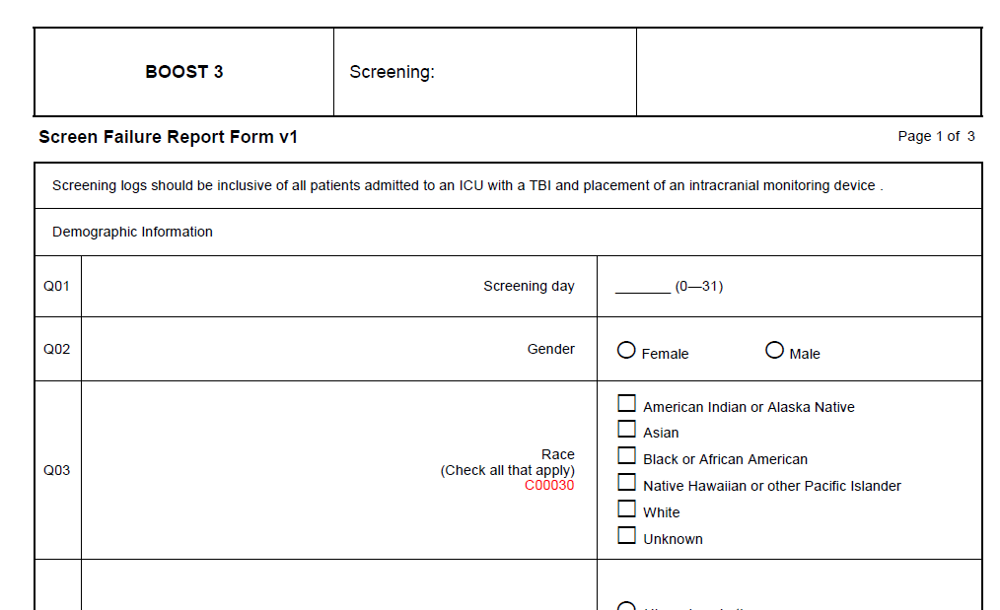 BOOST 3
Screening:
Screen Failure Report Form v1
Page 1 of 3
Screening logs should be inclusive of all patients admitted to an ICU with a TBI and placement of an intracranial monitoring device .
Demographic Information
Q01
Screening day
_______ (0—31)
Q02
Gender
Female
Male
Q03
Race
(Check all that apply)
C00030
American Indian or Alaska Native
Asian
Black or African American
Native Hawaiian or other Pacific Islander
White
Unknown